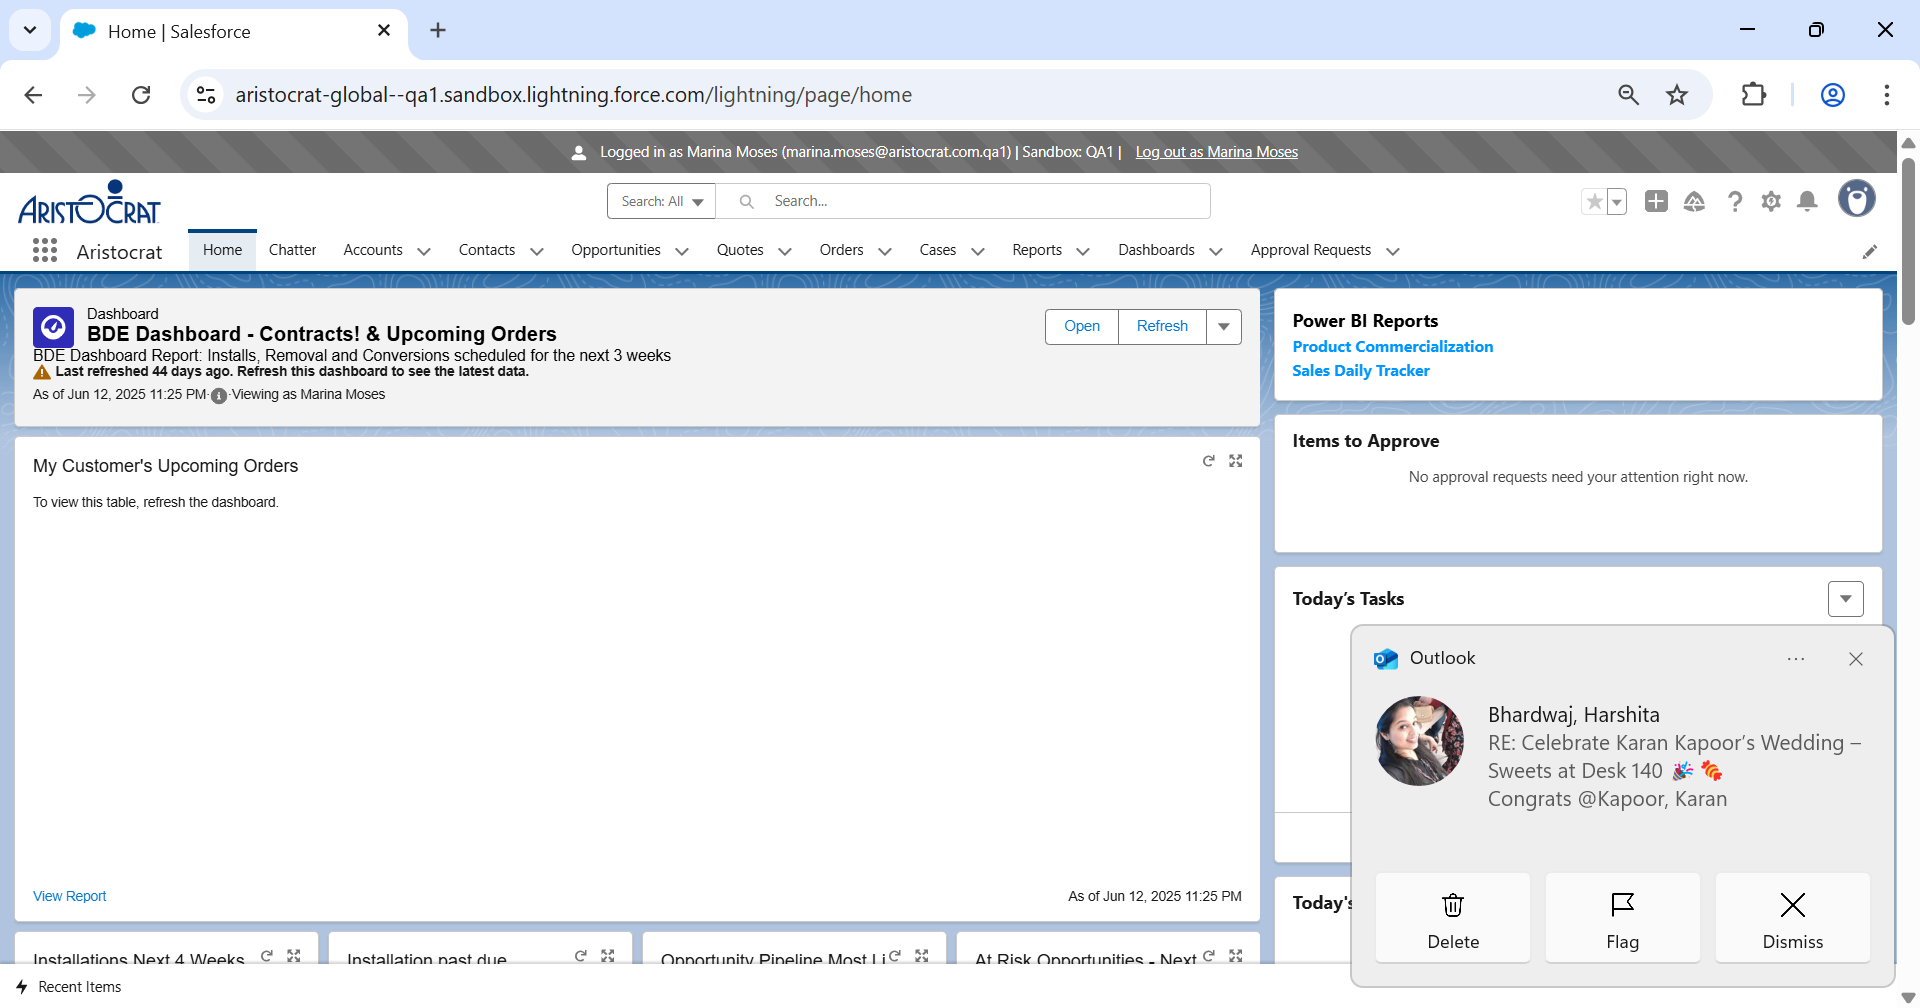 Home | Salesforce
aristocrat-global--qa1.sandbox.lightning.force.com/lightning/page/home
Logged in as Marina Moses (marina.moses@aristocrat.com.qa1) | Sandbox: QA1 | Log out as Marina Moses
ARISTOCRAT
Search: All
Search...
Aristocrat
Home
Chatter
Accounts
Contacts
Opportunities
Quotes
Orders
Cases
Reports
Dashboards
Approval Requests
Dashboard
BDE Dashboard - Contracts! & Upcoming Orders
BDE Dashboard Report: Installs, Removal and Conversions scheduled for the next 3 weeks
Last refreshed 44 days ago. Refresh this dashboard to see the latest data.
As of Jun 12, 2025 11:25 PM·Viewing as Marina Moses
Open
Refresh
My Customer's Upcoming Orders
To view this table, refresh the dashboard.
View Report
As of Jun 12, 2025 11:25 PM
Installations Next 4 Weeks
Installation past due
Opportunity Pipeline Most Li
At Risk Opportunities - Next
Power BI Reports
Product Commercialization
Sales Daily Tracker
Items to Approve
No approval requests need your attention right now.
Today's Tasks
Today's
Outlook
Bhardwaj, Harshita
RE: Celebrate Karan Kapoor's Wedding –
Sweets at Desk 140 🎉 🍬
Congrats @Kapoor, Karan
Delete
Flag
Dismiss
Recent Items